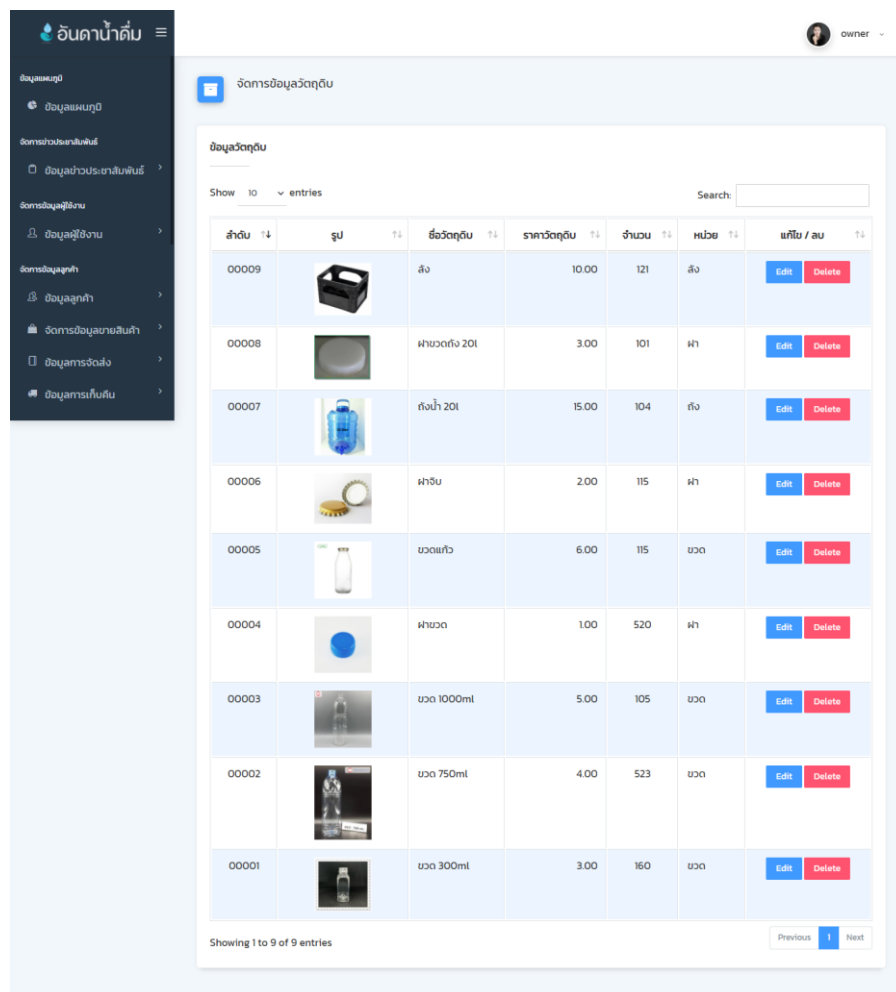 อันดาน้ำดื่ม
owner
ข้อมูลแผนภูมิ
ข้อมูลแผนภูมิ
จัดการข่าวประชาสัมพันธ์
ข้อมูลข่าวประชาสัมพันธ์
จัดการข้อมูลผู้ใช้งาน
ข้อมูลผู้ใช้งาน
จัดการข้อมูลลูกค้า
ข้อมูลลูกค้า
จัดการข้อมูลขายสินค้า
ข้อมูลการจัดส่ง
ข้อมูลการเก็บคืน
จัดการข้อมูลวัตถุดิบ
ข้อมูลวัตถุดิบ
Show 10 entries Search:
ลำดับ รูป ชื่อวัตถุดิบ ราคาวัตถุดิบ จำนวน หน่วย แก้ไข / ลบ
00009 ลัง 10.00 121 ลัง Edit Delete
00008 ฝาขวดถัง 20l 3.00 101 ฝา Edit Delete
00007 ถังน้ำ 20l 15.00 104 ถัง Edit Delete
00006 ฝาจีบ 2.00 115 ฝา Edit Delete
00005 ขวดแก้ว 6.00 115 ขวด Edit Delete
00004 ฝาขวด 1.00 520 ฝา Edit Delete
00003 ขวด 1000ml 5.00 105 ขวด Edit Delete
00002 ขวด 750ml 4.00 523 ขวด Edit Delete
00001 ขวด 300ml 3.00 160 ขวด Edit Delete
Showing 1 to 9 of 9 entries Previous 1 Next